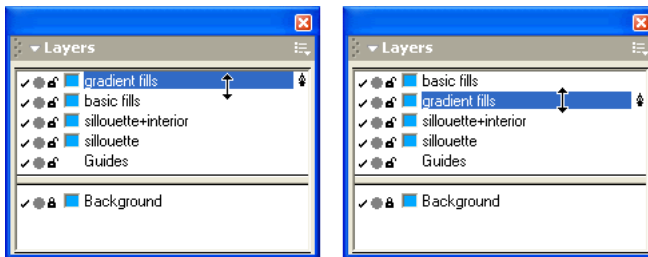 Layers
gradient fills
basic fills
sillouette+interior
sillouette
Guides
Background
Layers
basic fills
gradient fills
sillouette+interior
sillouette
Guides
Background